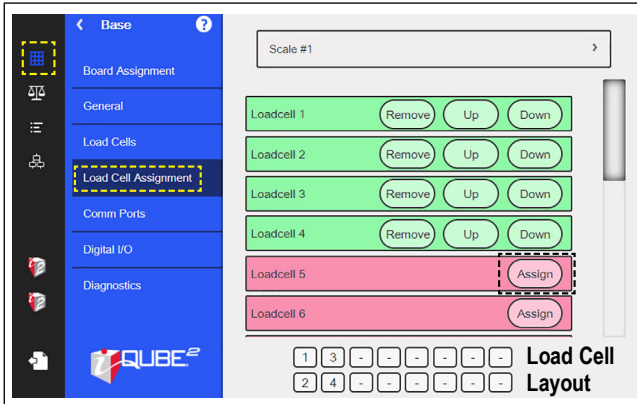 Base ?
Scale #1
Board Assignment
General
Load Cells
Load Cell Assignment
Comm Ports
Digital I/O
Diagnostics
Loadcell 1 Remove Up Down
Loadcell 2 Remove Up Down
Loadcell 3 Remove Up Down
Loadcell 4 Remove Up Down
Loadcell 5 Assign
Loadcell 6 Assign
iQUBE²
1 3 - - - - - - - Load Cell
2 4 - - - - - - - Layout